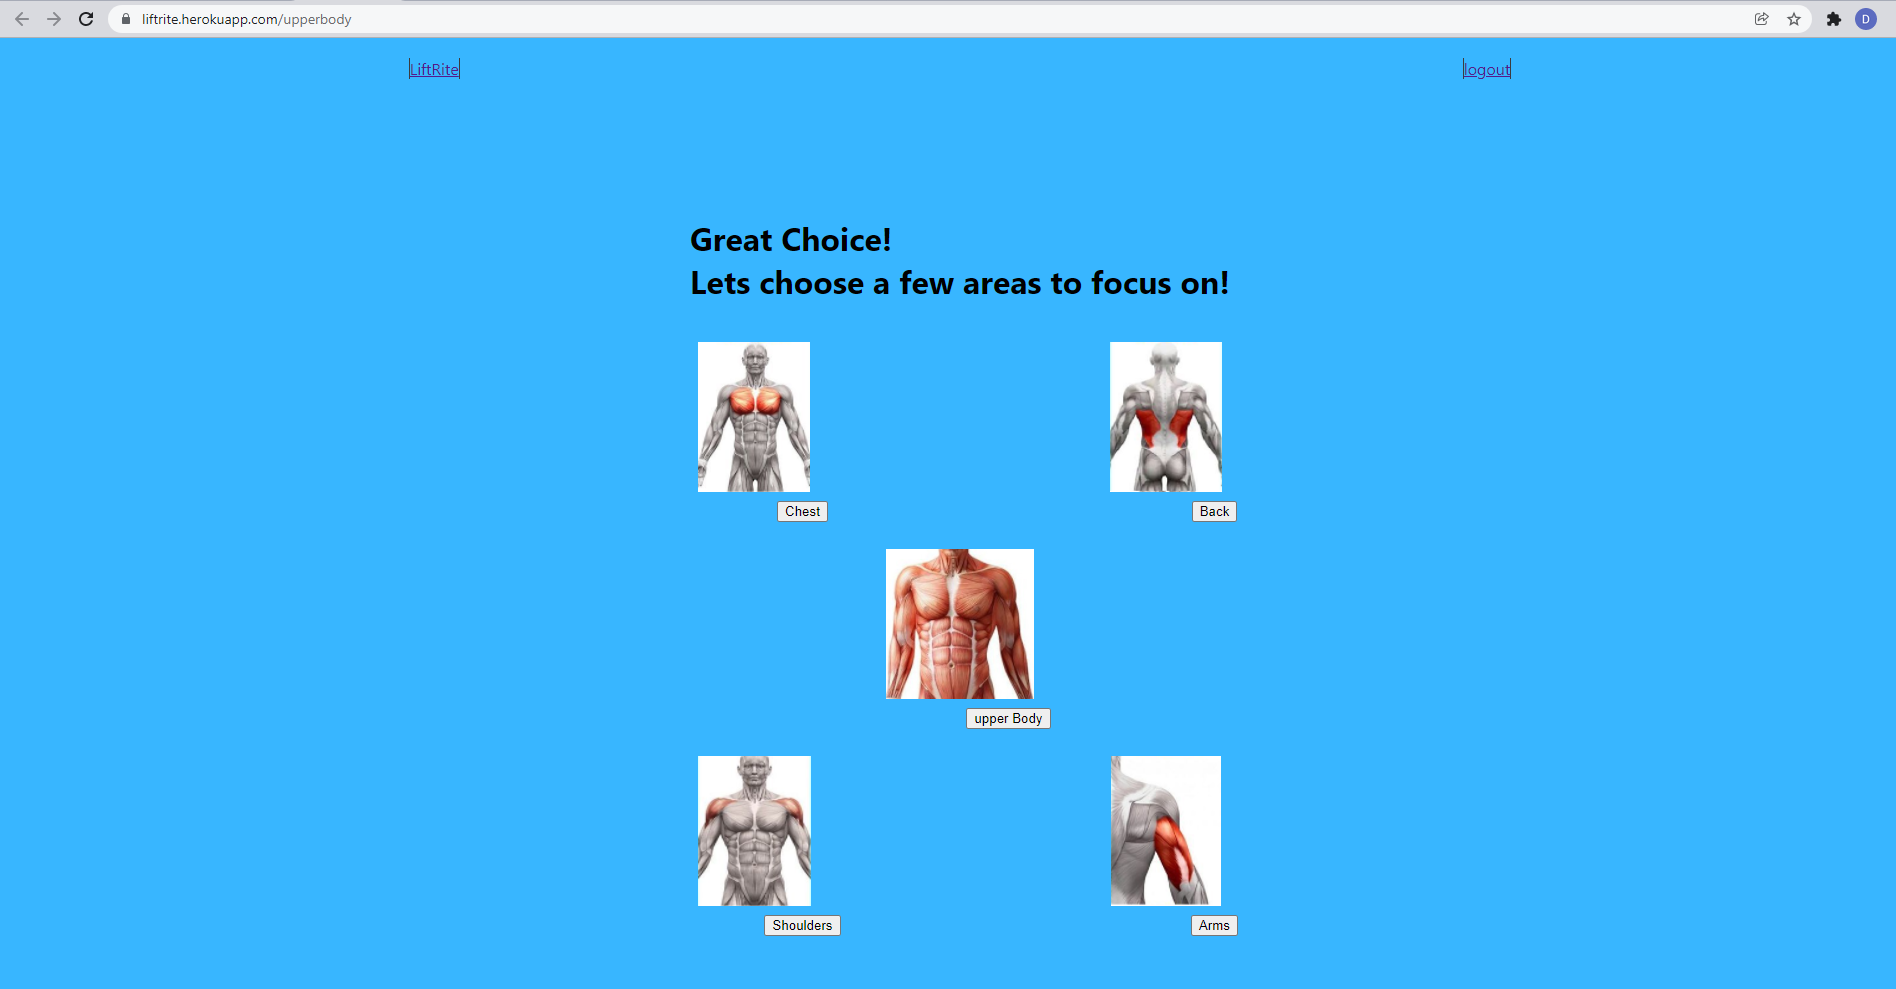 liftrite.herokuapp.com/upperbody
D
LiftRite
logout
Great Choice!
Lets choose a few areas to focus on!
Chest
Back
upper Body
Shoulders
Arms